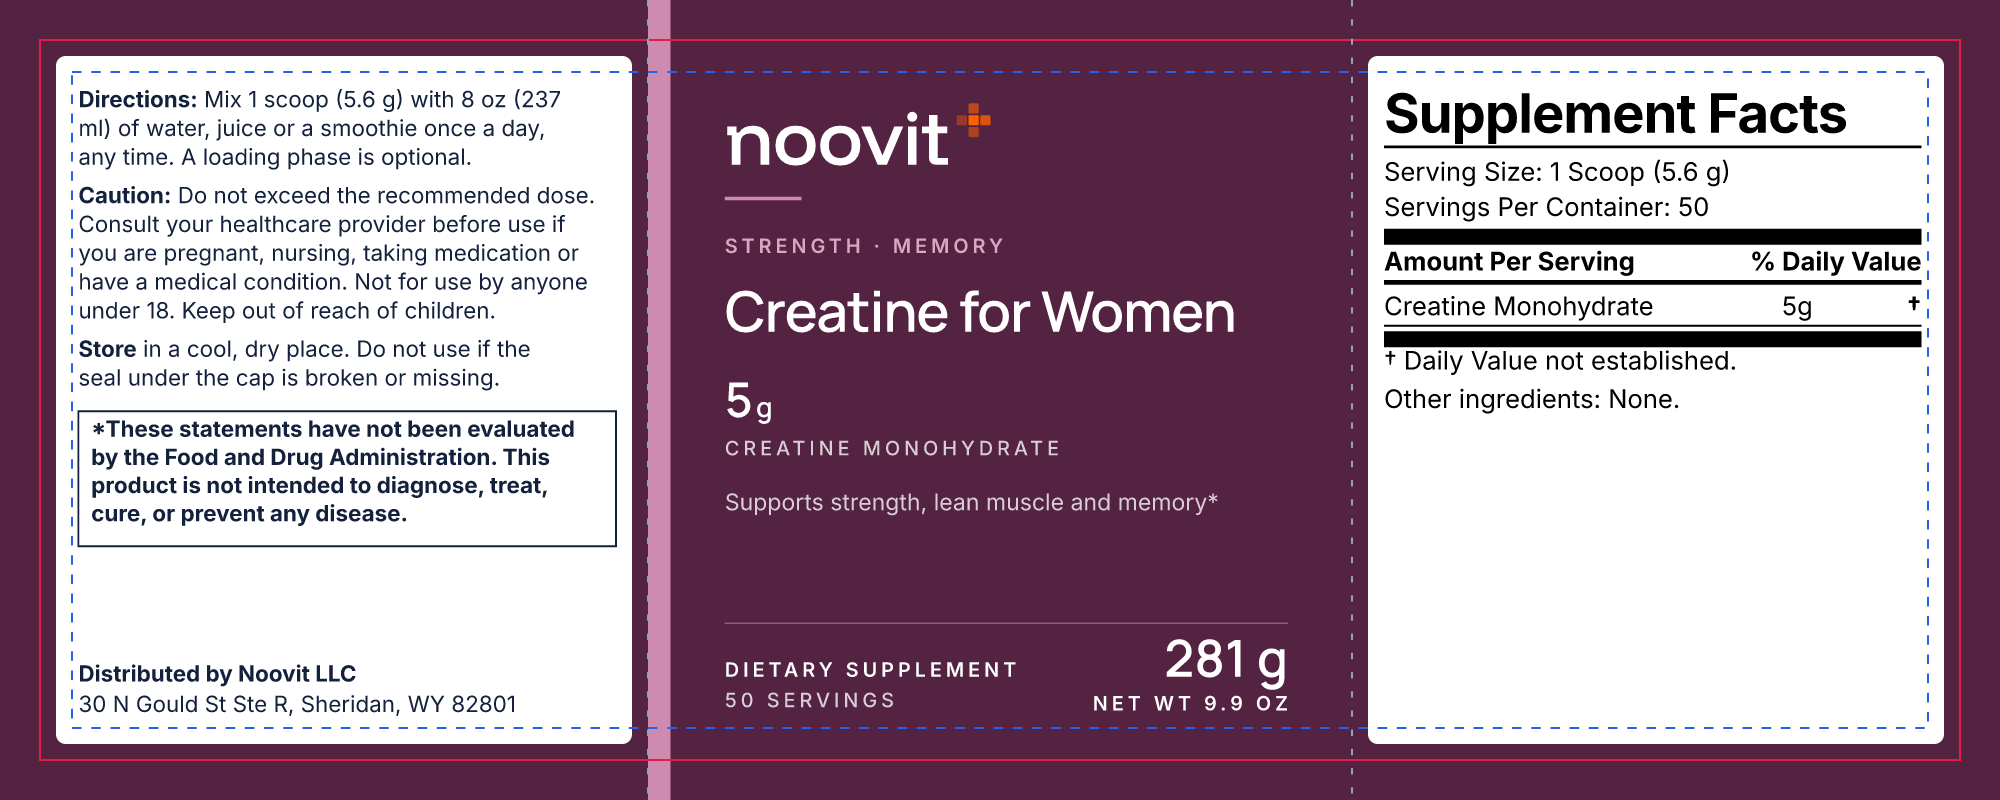 Directions: Mix 1 scoop (5.6 g) with 8 oz (237
ml) of water, juice or a smoothie once a day,
any time. A loading phase is optional.
Caution: Do not exceed the recommended dose.
Consult your healthcare provider before use if
you are pregnant, nursing, taking medication or
have a medical condition. Not for use by anyone
under 18. Keep out of reach of children.
Store in a cool, dry place. Do not use if the
seal under the cap is broken or missing.
*These statements have not been evaluated
by the Food and Drug Administration. This
product is not intended to diagnose, treat,
cure, or prevent any disease.
Distributed by Noovit LLC
30 N Gould St Ste R, Sheridan, WY 82801
noovit
STRENGTH · MEMORY
Creatine for Women
5 g
CREATINE MONOHYDRATE
Supports strength, lean muscle and memory*
DIETARY SUPPLEMENT
50 SERVINGS
281 g
NET WT 9.9 OZ
Supplement Facts
Serving Size: 1 Scoop (5.6 g)
Servings Per Container: 50
Amount Per Serving % Daily Value
Creatine Monohydrate 5g †
† Daily Value not established.
Other ingredients: None.